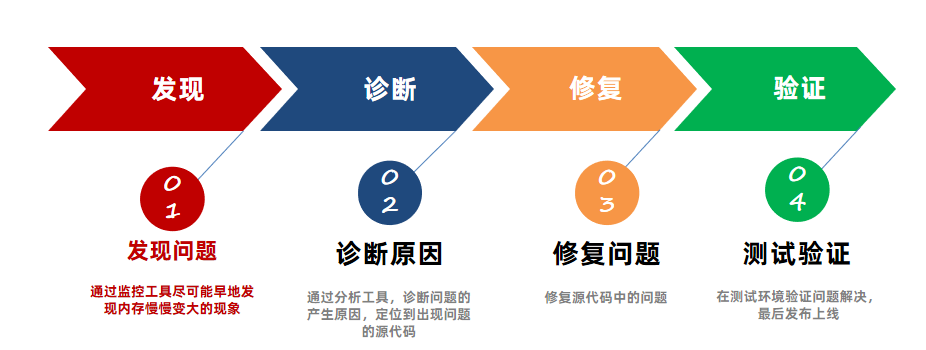 发现
诊断
修复
验证
0
1
0
2
0
3
0
4
发现问题
诊断原因
修复问题
测试验证
通过监控工具尽可能早地发
现内存慢慢变大的现象
通过分析工具，诊断问题的
产生原因，定位到出现问题
的源代码
修复源代码中的问题
在测试环境验证问题解决，
最后发布上线